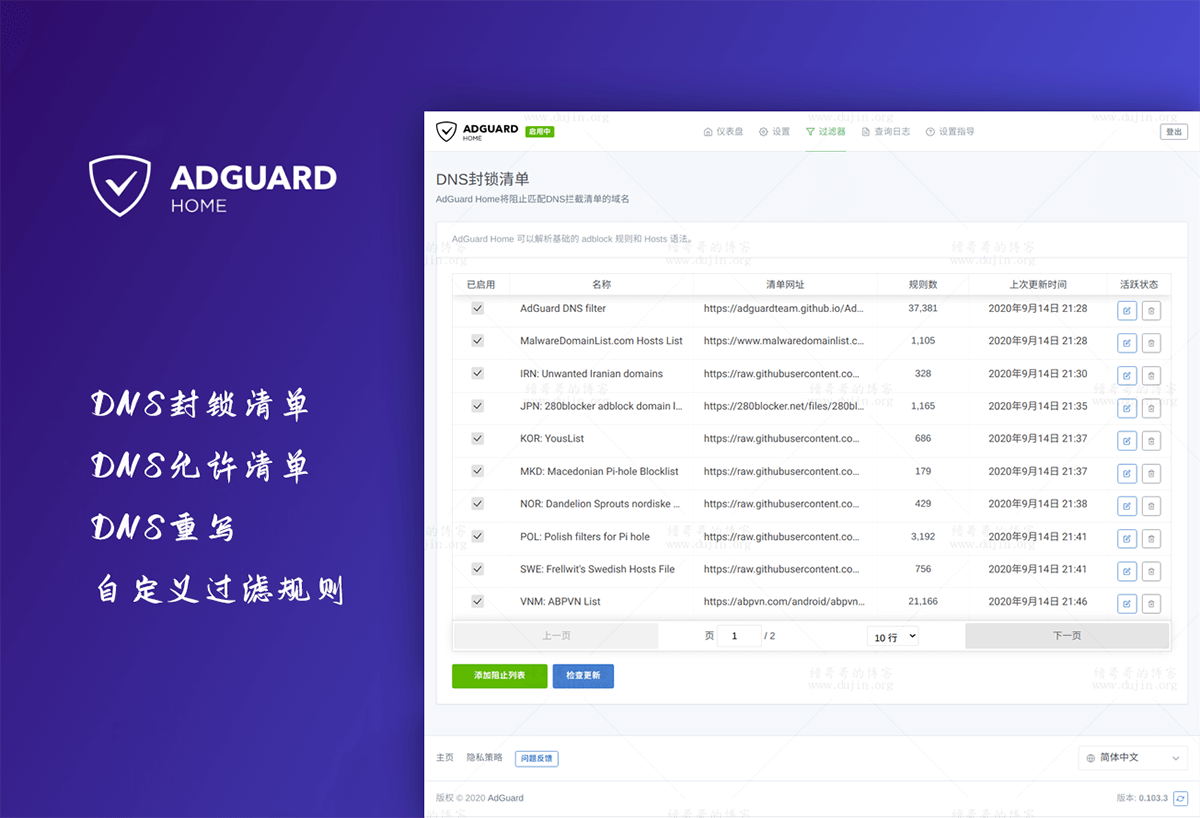 ADGUARD
HOME
DNS封锁清单
DNS允许清单
DNS重写
自定义过滤规则
ADGUARD
HOME
启用中
仪表盘
设置
过滤器
查询日志
设置指导
登出
DNS封锁清单
AdGuard Home将阻止匹配DNS拦截清单的域名
AdGuard Home 可以解析基础的 adblock 规则和 Hosts 语法。
已启用 名称 清单网址 规则数 上次更新时间 活跃状态
AdGuard DNS filter https://adguardteam.github.io/Ad... 37,381 2020年9月14日 21:28
MalwareDomainList.com Hosts List https://www.malwaredomainlist.c... 1,105 2020年9月14日 21:28
IRN: Unwanted Iranian domains https://raw.githubusercontent.co... 328 2020年9月14日 21:30
JPN: 280blocker adblock domain l... https://280blocker.net/files/280bl... 1,165 2020年9月14日 21:35
KOR: YousList https://raw.githubusercontent.co... 686 2020年9月14日 21:37
MKD: Macedonian Pi-hole Blocklist https://raw.githubusercontent.co... 179 2020年9月14日 21:37
NOR: Dandelion Sprouts nordiske ... https://raw.githubusercontent.co... 429 2020年9月14日 21:38
POL: Polish filters for Pi hole https://raw.githubusercontent.co... 3,192 2020年9月14日 21:41
SWE: Frellwit's Swedish Hosts File https://raw.githubusercontent.co... 756 2020年9月14日 21:41
VNM: ABPVN List https://abpvn.com/android/abpvn... 21,166 2020年9月14日 21:46
上一页 页 1 / 2 10 行 下一页
添加阻止列表 检查更新
主页 隐私策略 问题反馈 简体中文
版权 © 2020 AdGuard 版本: 0.103.3
www.dujin.org